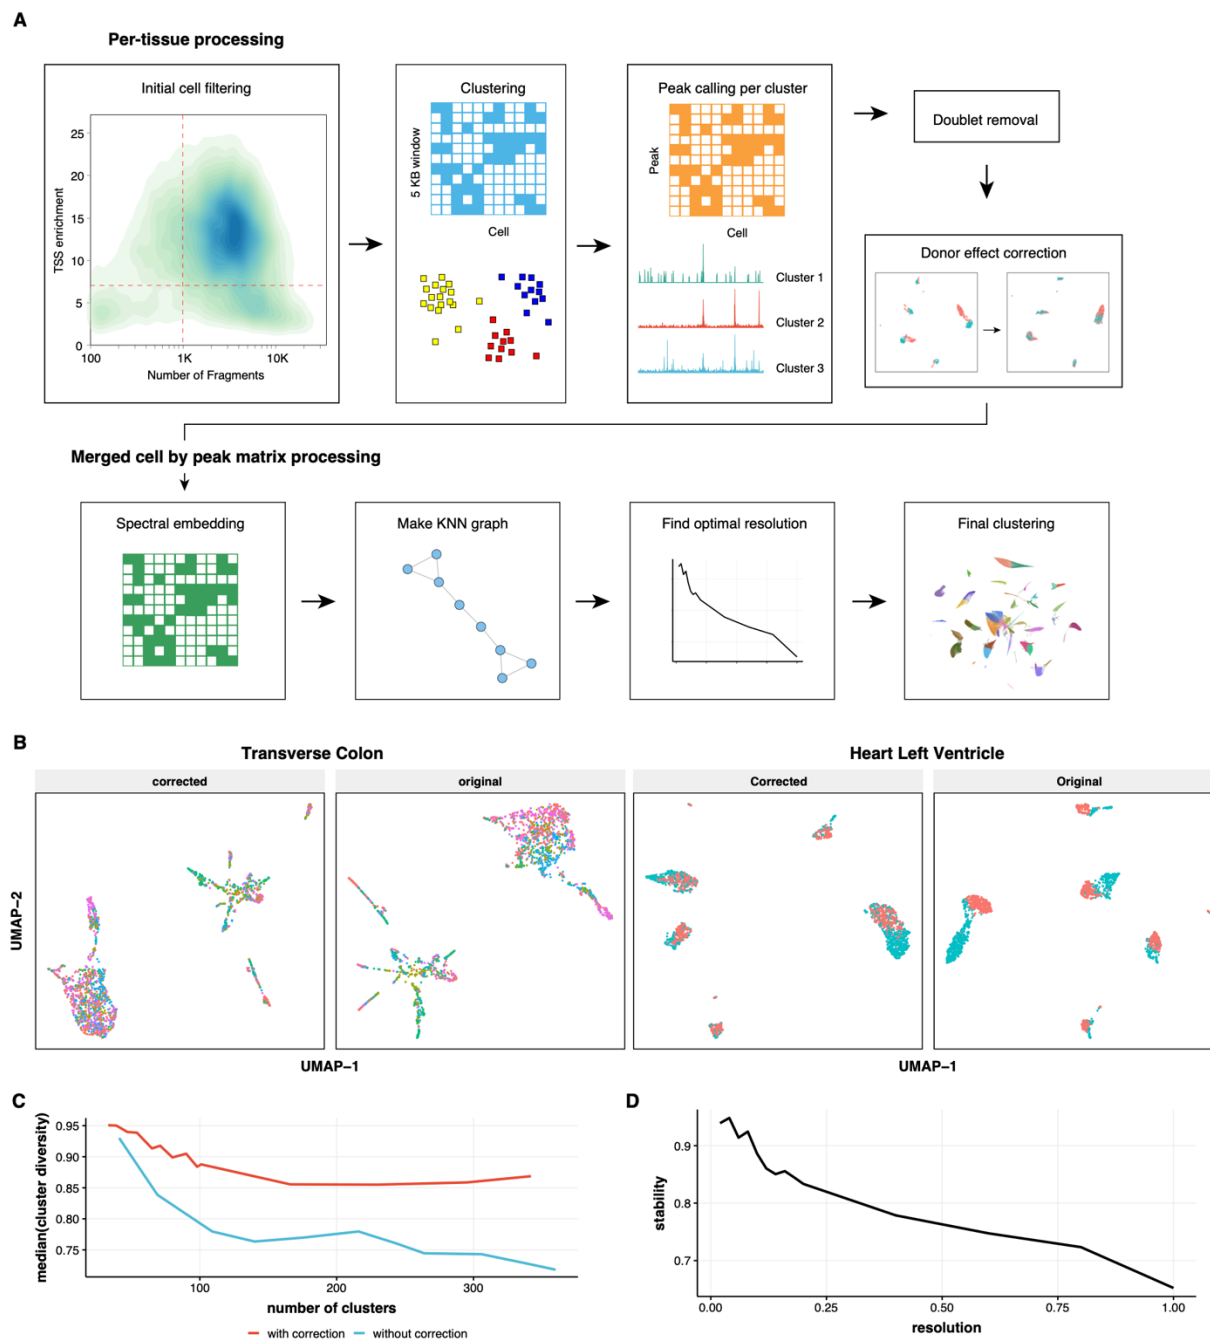 A
Per-tissue processing
Initial cell filtering
TSS enrichment
25
20
15
10
5
0
100
1K
10K
Number of Fragments
Clustering
5 KB window
Cell
Peak calling per cluster
Peak
Cell
Cluster 1
Cluster 2
Cluster 3
Doublet removal
Donor effect correction
Merged cell by peak matrix processing
Spectral embedding
Make KNN graph
Find optimal resolution
Final clustering
B
Transverse Colon
Heart Left Ventricle
corrected
original
Corrected
Original
UMAP-2
UMAP-1
UMAP-1
C
median(cluster diversity)
0.95
0.90
0.85
0.80
0.75
100
200
300
number of clusters
with correction
without correction
D
stability
0.9
0.8
0.7
0.00
0.25
0.50
0.75
1.00
resolution